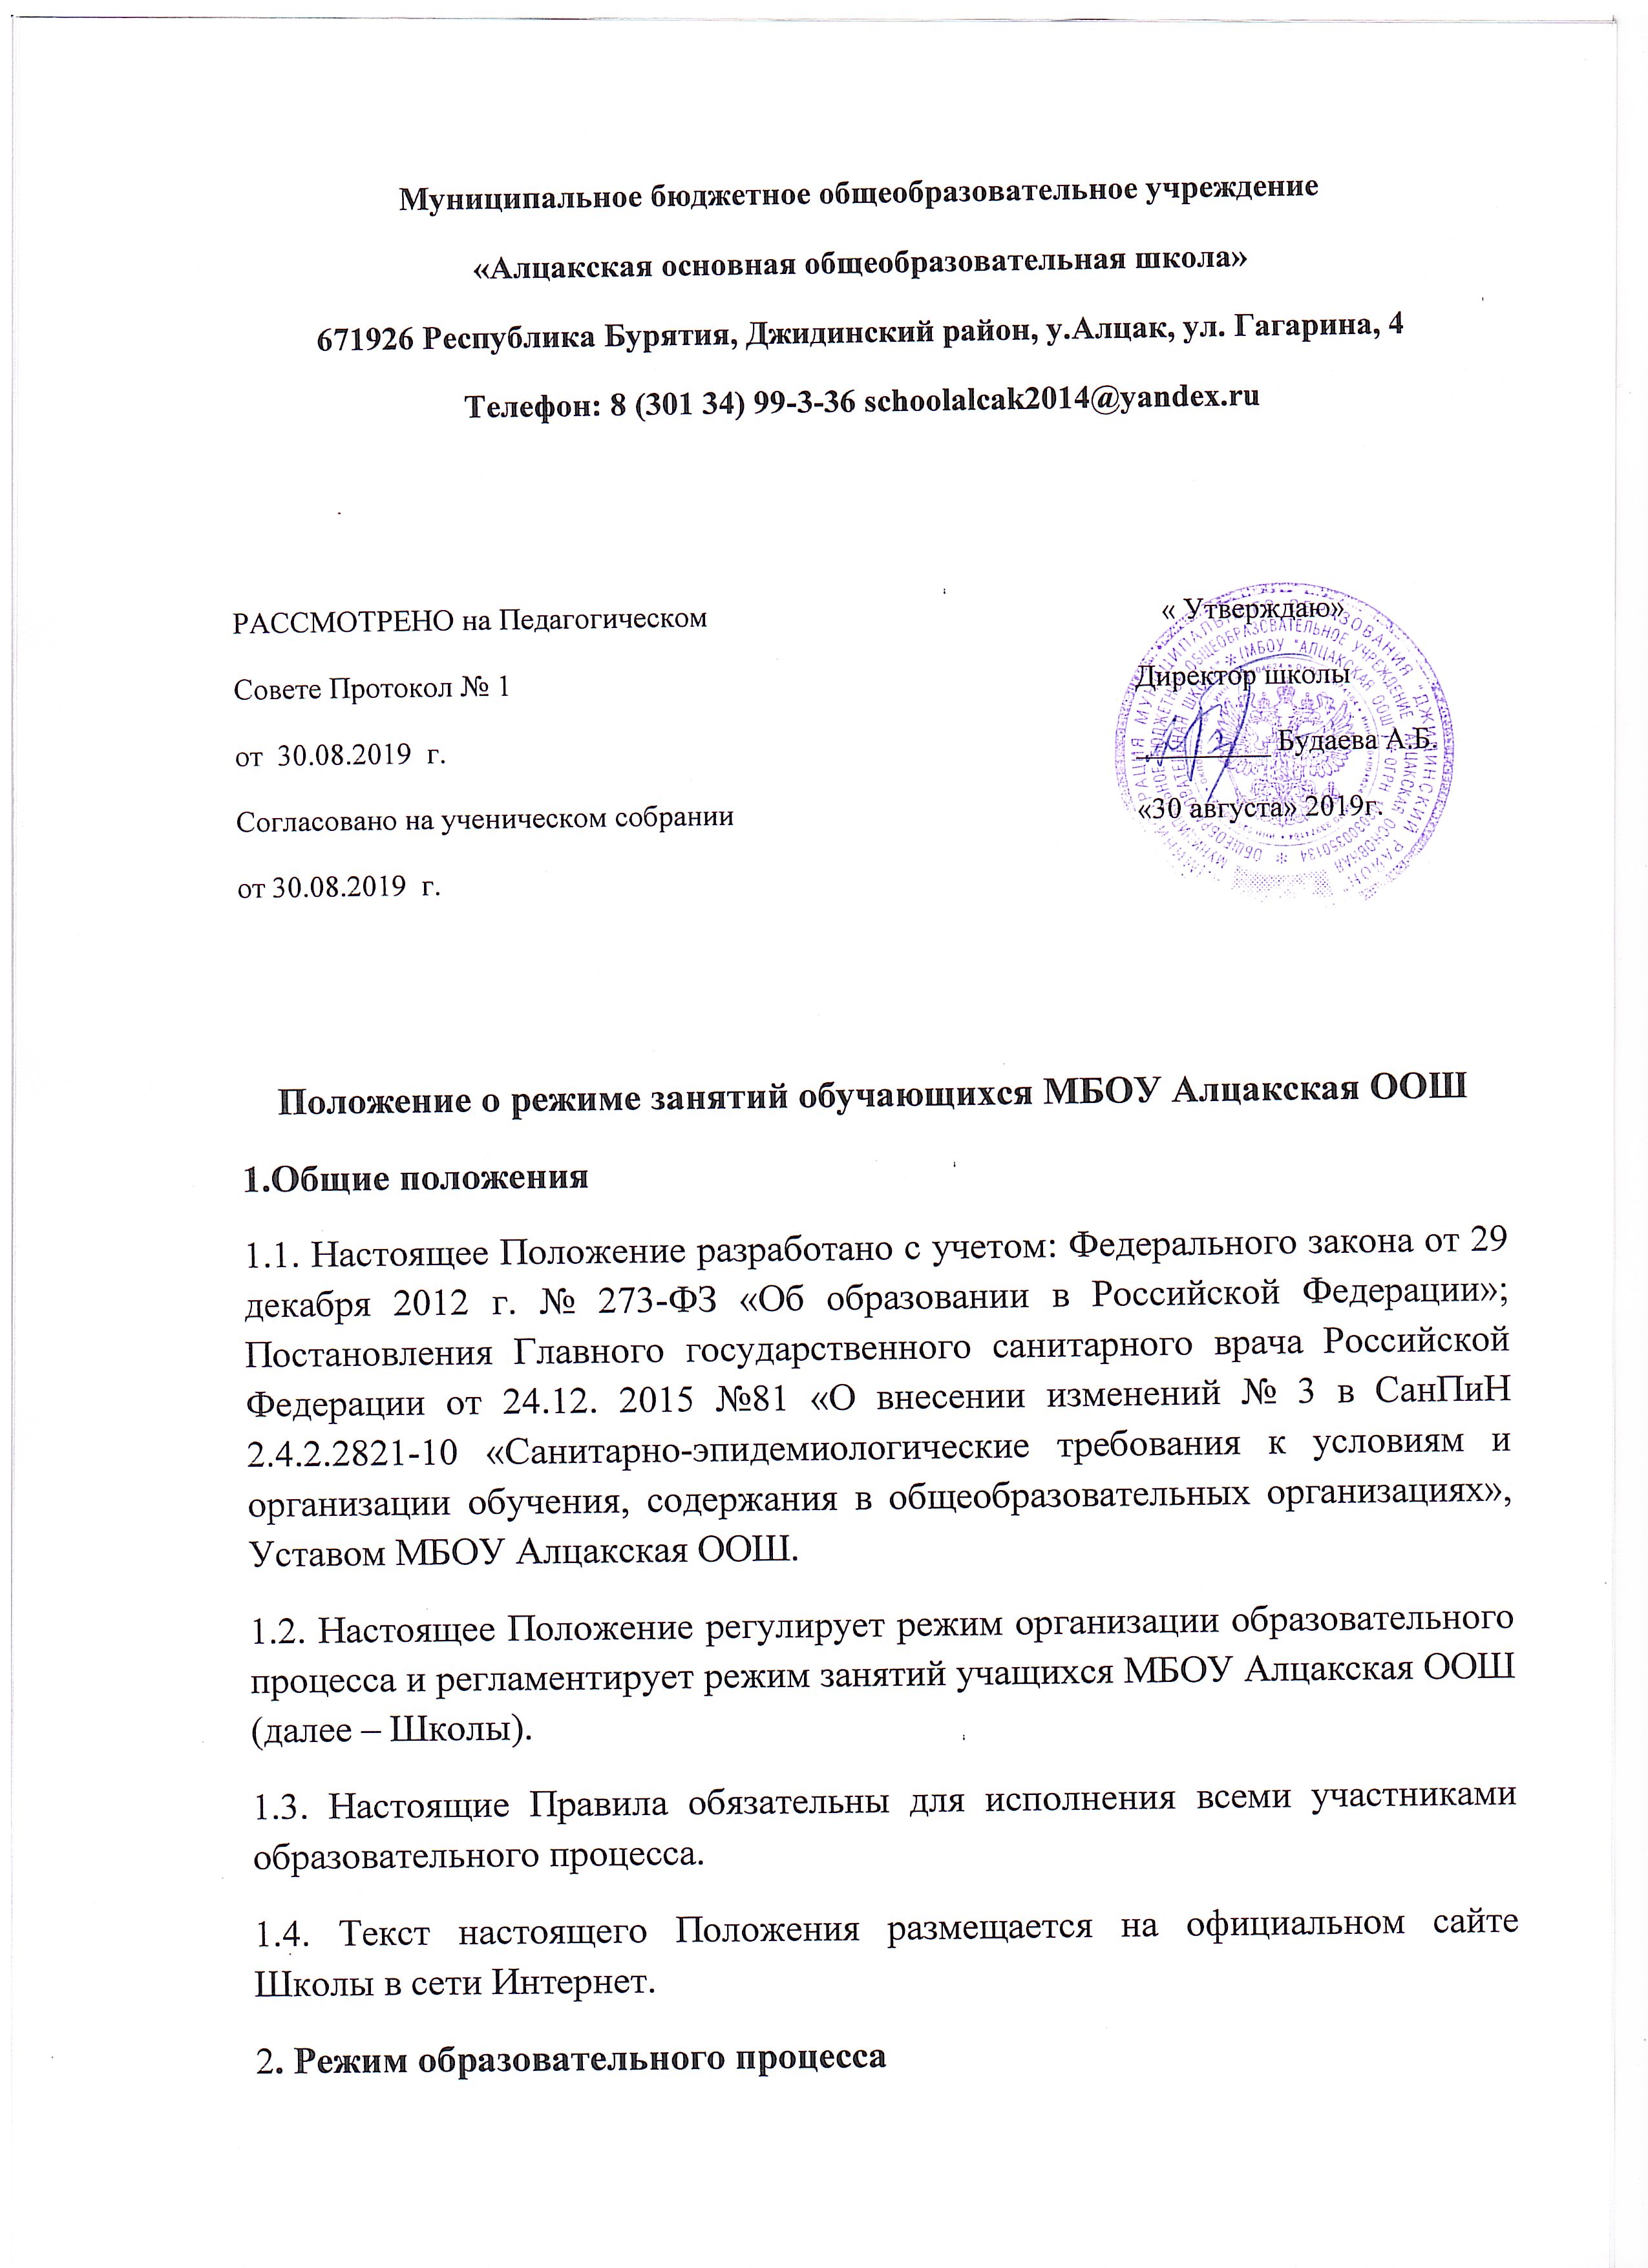 Муниципальное бюджетное общеобразовательное учреждение
«Алцакская основная общеобразовательная школа»
671926 Республика Бурятия, Джидинский район, у.Алцак, ул. Гагарина, 4
Телефон: 8 (301 34) 99-3-36 schoolalcak2014@yandex.ru
РАССМОТРЕНО на Педагогическом
Совете Протокол № 1
от 30.08.2019 г.
Согласовано на ученическом собрании
от 30.08.2019 г.
« Утверждаю»
Директор школы
_________ Будаева А.Б.
«30 августа» 2019г.
Положение о режиме занятий обучающихся МБОУ Алцакская ООШ
1.Общие положения
1.1. Настоящее Положение разработано с учетом: Федерального закона от 29
декабря 2012 г. № 273-ФЗ «Об образовании в Российской Федерации»;
Постановления Главного государственного санитарного врача Российской
Федерации от 24.12. 2015 №81 «О внесении изменений № 3 в СанПиН
2.4.2.2821-10 «Санитарно-эпидемиологические требования к условиям и
организации обучения, содержания в общеобразовательных организациях»,
Уставом МБОУ Алцакская ООШ.
1.2. Настоящее Положение регулирует режим организации образовательного
процесса и регламентирует режим занятий учащихся МБОУ Алцакская ООШ
(далее – Школы).
1.3. Настоящие Правила обязательны для исполнения всеми участниками
образовательного процесса.
1.4. Текст настоящего Положения размещается на официальном сайте
Школы в сети Интернет.
2. Режим образовательного процесса